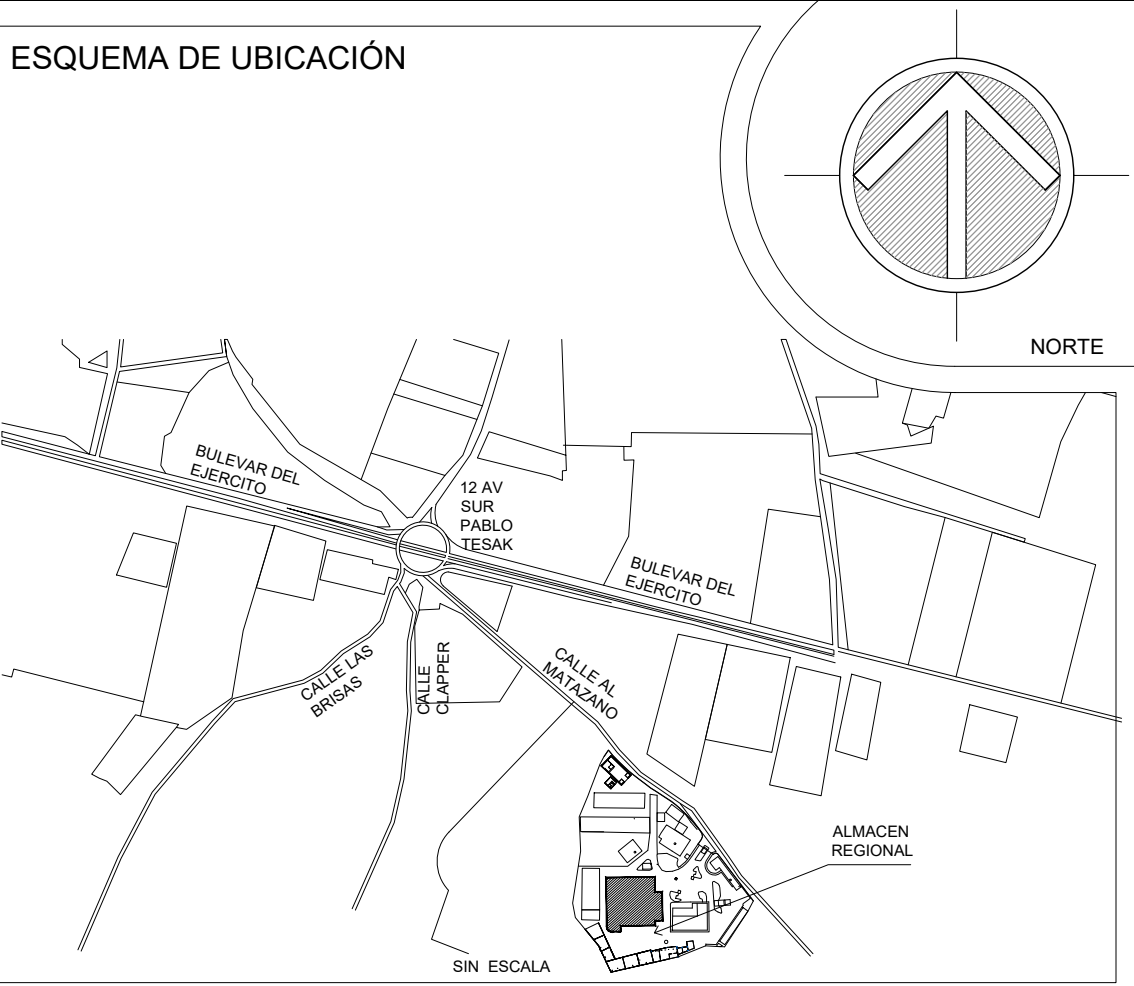 ESQUEMA DE UBICACIÓN
NORTE
BULEVAR DEL
EJERCITO
12 AV
SUR
PABLO
TESAK
BULEVAR DEL
EJERCITO
CALLE LAS
BRISAS
CALLE
CLAPPER
CALLE AL
MATAZANO
ALMACEN
REGIONAL
SIN ESCALA